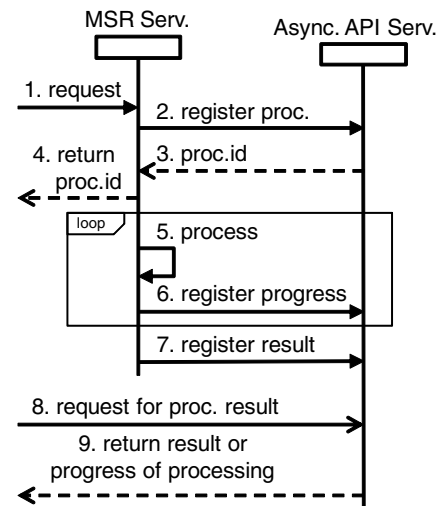 MSR Serv.
Async. API Serv.
1. request
2. register proc.
3. proc.id
4. return
proc.id
loop
5. process
6. register progress
7. register result
8. request for proc. result
9. return result or
progress of processing